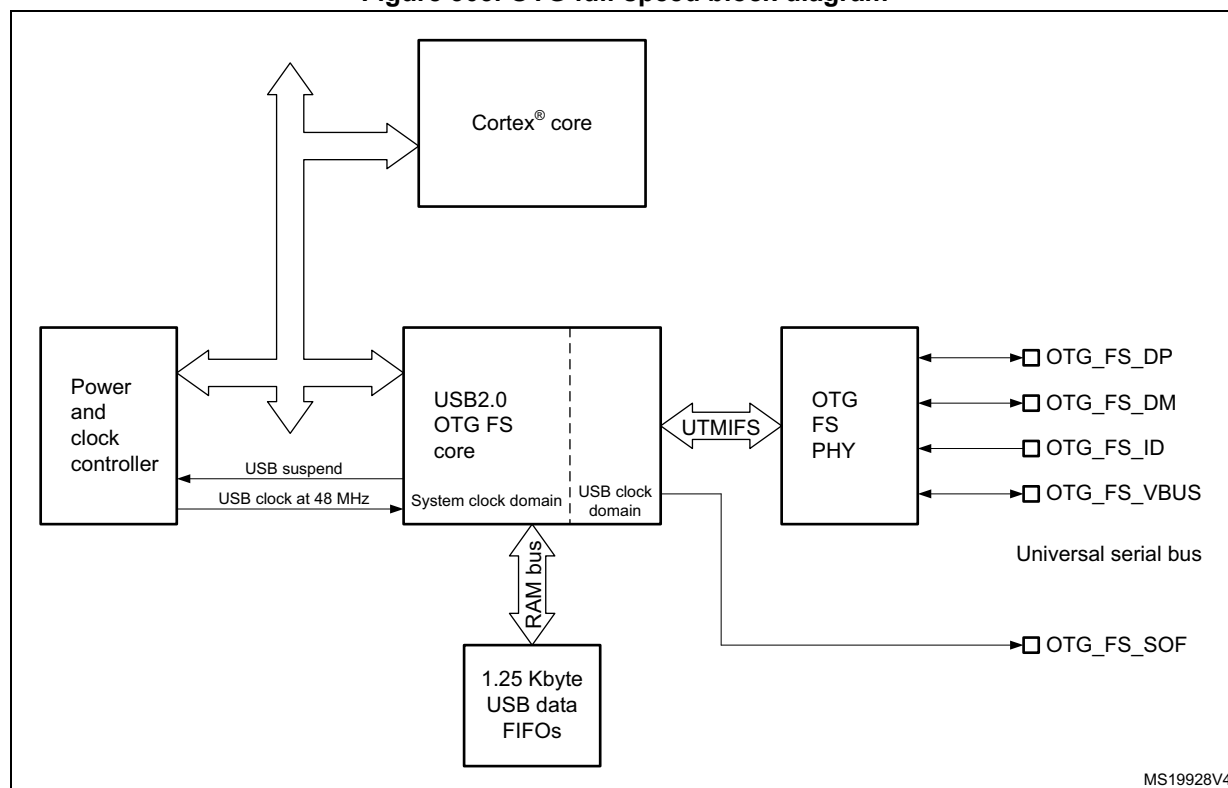 Figure OTG full-speed block diagram
Cortex® core
Power
and
clock
controller
USB2.0
OTG FS
core
UTMIFS
OTG
FS
PHY
OTG_FS_DP
OTG_FS_DM
OTG_FS_ID
OTG_FS_VBUS
USB suspend
USB clock at 48 MHz
System clock domain
USB clock
domain
Universal serial bus
RAM bus
OTG_FS_SOF
1.25 Kbyte
USB data
FIFOs
MS19928V4